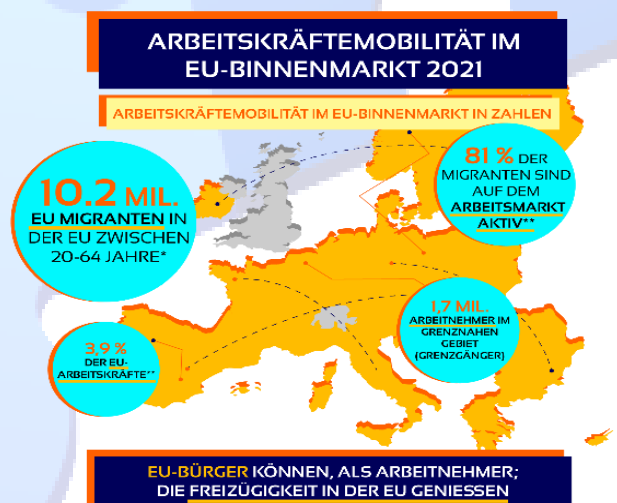 ARBEITSKRÄFTEMOBILITÄT IM
EU-BINNENMARKT 2021
ARBEITSKRÄFTEMOBILITÄT IM EU-BINNENMARKT IN ZAHLEN
10.2 MIL.
EU MIGRANTEN IN
DER EU ZWISCHEN
20-64 JAHRE*
81 % DER
MIGRANTEN SIND
AUF DEM
ARBEITSMARKT
AKTIV**
1,7 MIL.
ARBEITNEHMER IM
GRENZNAHEN
GEBIET
(GRENZGÄNGER)
3,9 %
DER EU-
ARBEITSKRÄFTE**
EU-BÜRGER KÖNNEN, ALS ARBEITNEHMER;
DIE FREIZÜGIGKEIT IN DER EU GENIESSEN